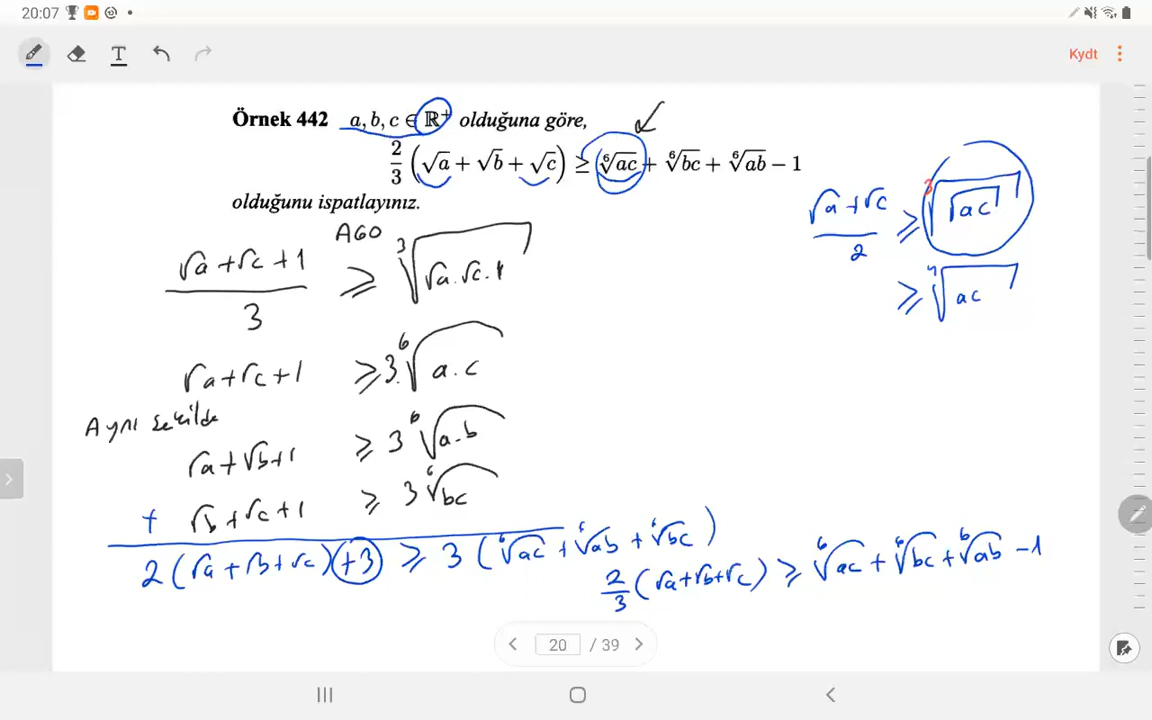 20:07
T
Kydt
Örnek 442 a, b, c ∈ ℝ⁺ olduğuna göre,
2/3 (√a + √b + √c) ≥ ⁶√ac + ⁶√bc + ⁶√ab − 1
olduğunu ispatlayınız.
(√a + √c)/2 ≥ ³√(√ac)
≥ ⁴√ac
AGO
(√a + √c + 1)/3 ≥ ³√(√a.√c.1)
√a + √c + 1 ≥ 3.⁶√a.c
Aynı şekilde
√a + √b + 1 ≥ 3 ⁶√a.b
+ √b + √c + 1 ≥ 3 ⁶√bc
2(√a + √b + √c) + 3 ≥ 3(⁶√ac + ⁶√ab + ⁶√bc)
2/3 (√a + √b + √c) ≥ ⁶√ac + ⁶√bc + ⁶√ab − 1
20 / 39